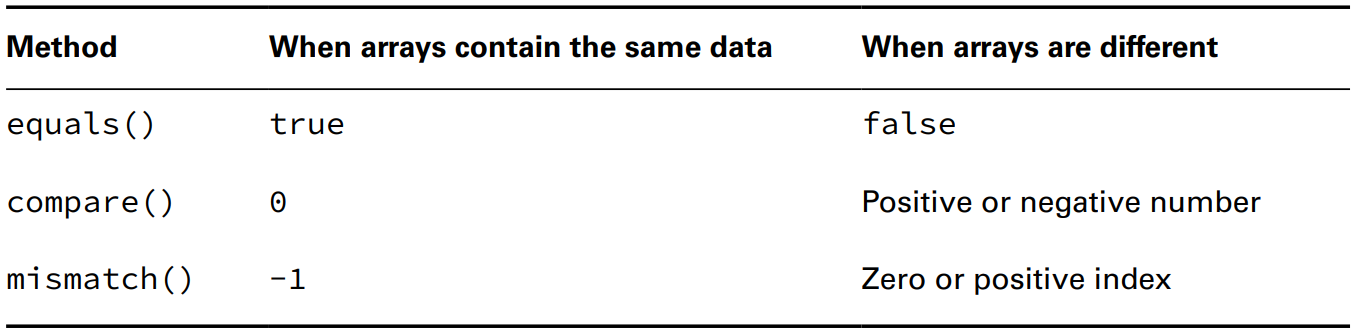 Method When arrays contain the same data When arrays are different
equals() true false
compare() 0 Positive or negative number
mismatch() -1 Zero or positive index